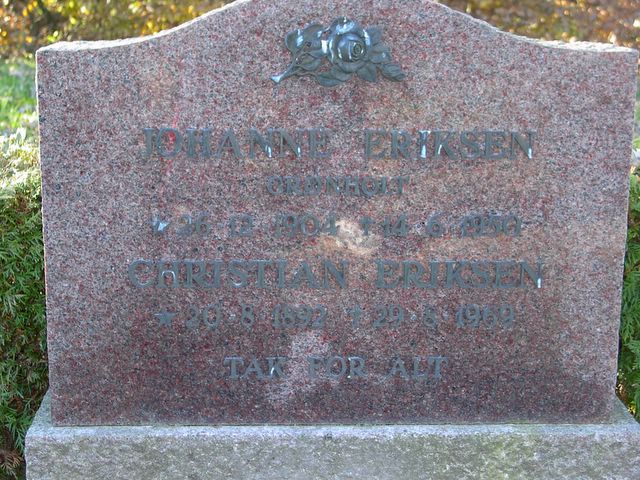 JOHANNE ERIKSEN
GRØNHOLT
* 26 12 1904 † 14 6 1950
CHRISTIAN ERIKSEN
* 20 8 1892 † 29 8 1969
TAK FOR ALT